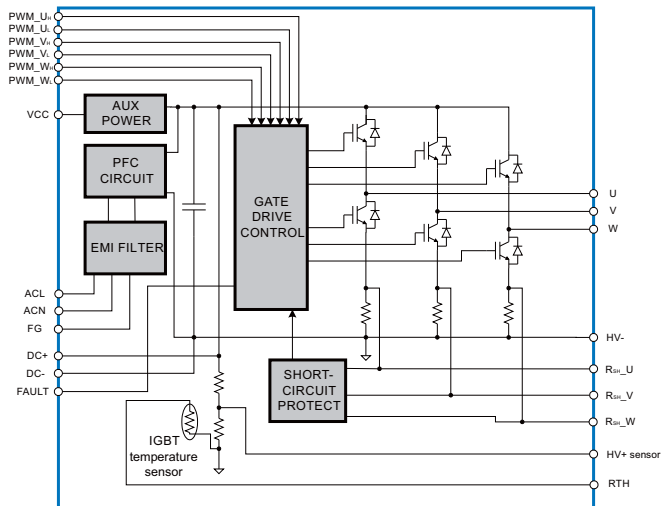 PWM_UH
PWM_UL
PWM_VH
PWM_VL
PWM_WH
PWM_WL
VCC
AUX
POWER
PFC
CIRCUIT
EMI FILTER
GATE
DRIVE
CONTROL
U
V
W
ACL
ACN
FG
DC+
DC-
FAULT
HV-
SHORT-
CIRCUIT
PROTECT
RSH_U
RSH_V
RSH_W
IGBT
temperature
sensor
HV+ sensor
RTH